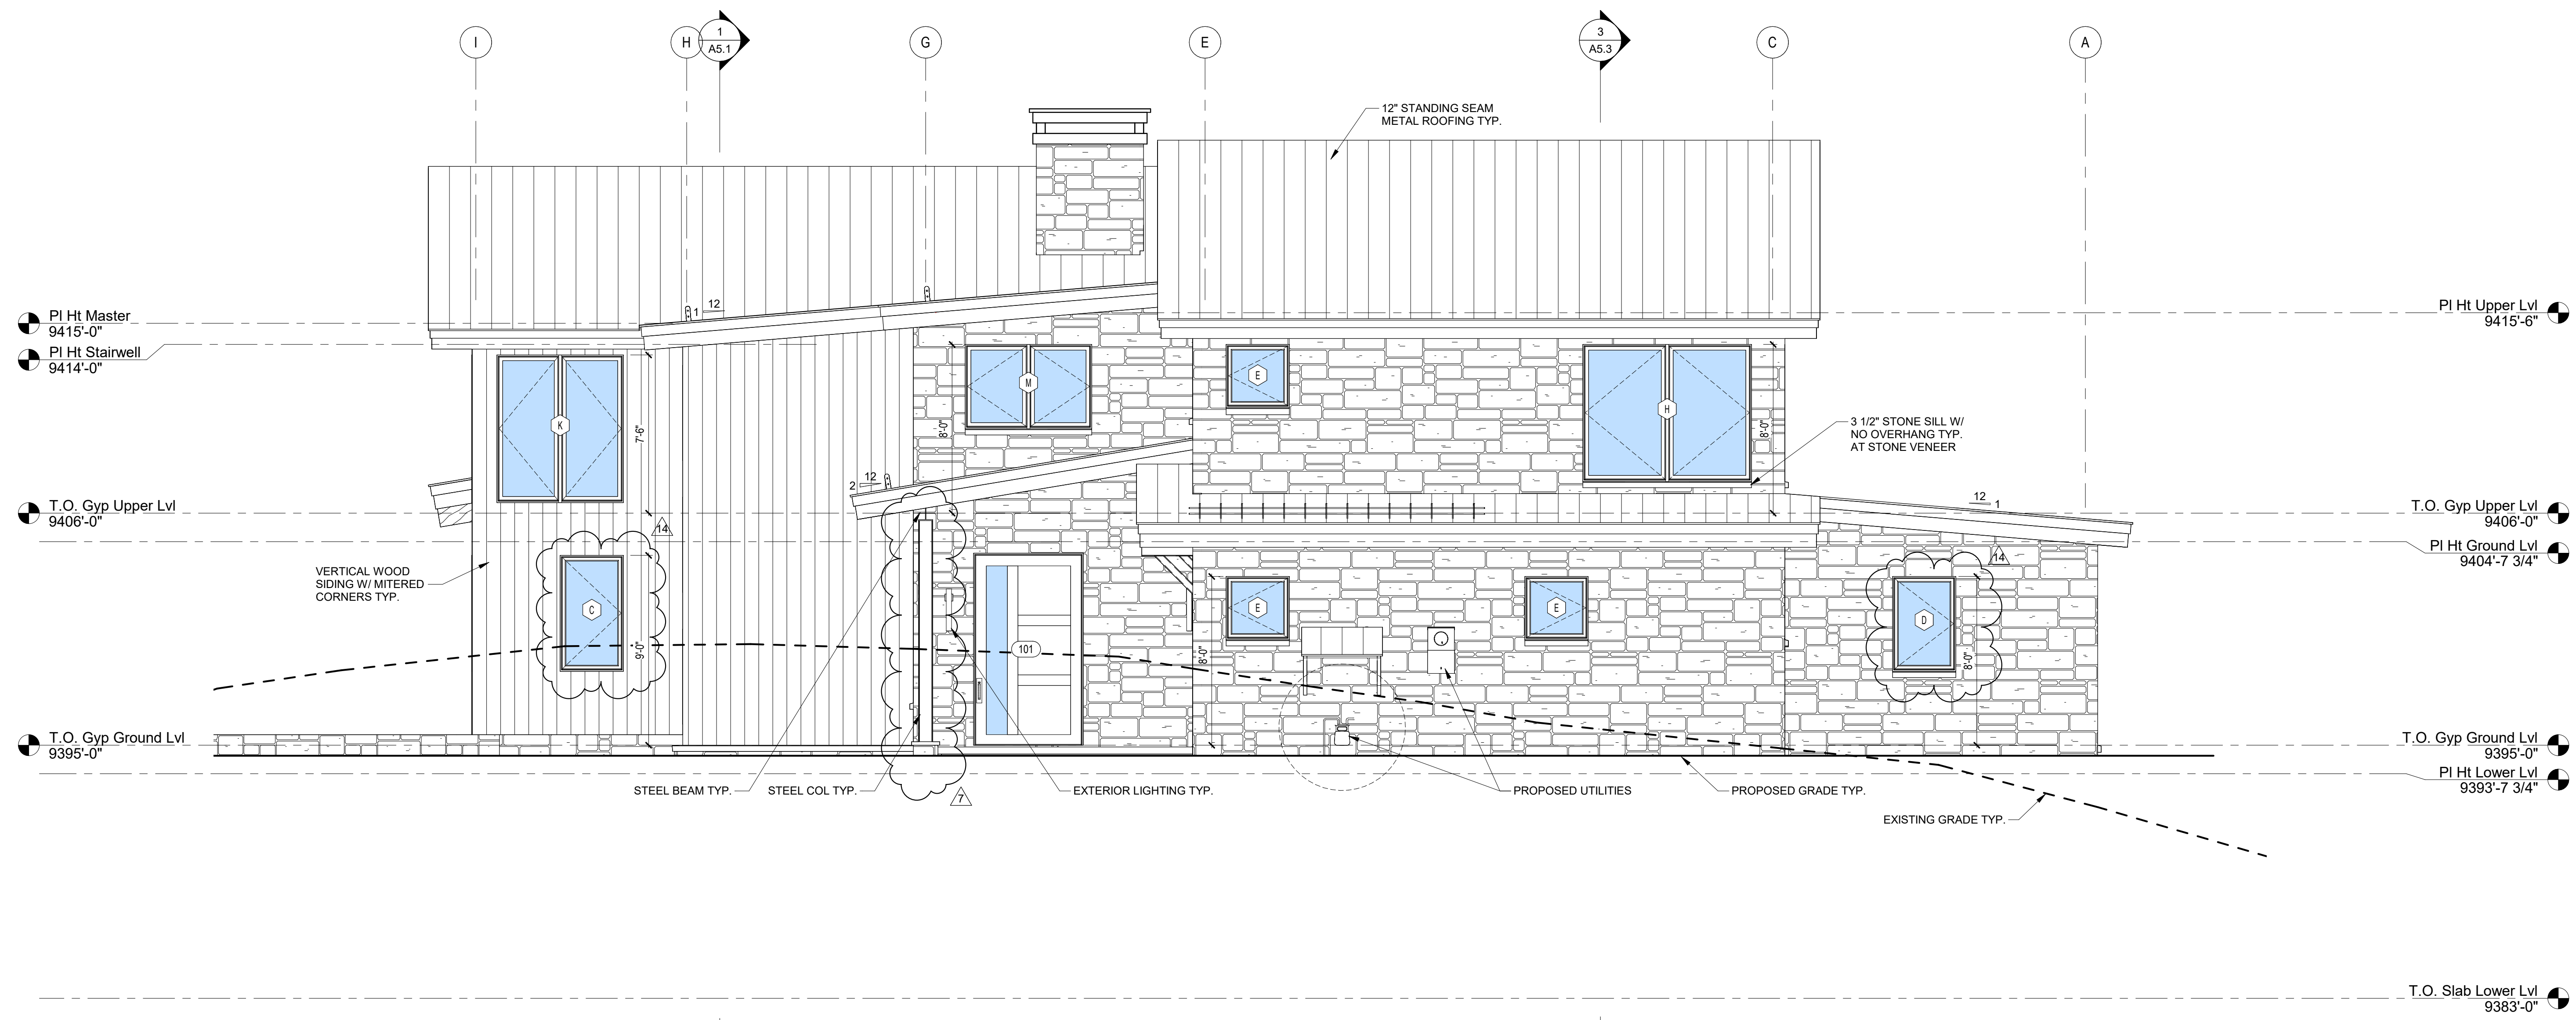 I
H
1
A5.1
G
E
3
A5.3
C
A
12" STANDING SEAM
METAL ROOFING TYP.
Pl Ht Master
9415'-0"
Pl Ht Stairwell
9414'-0"
1
12
Pl Ht Upper Lvl
9415'-6"
K
M
E
H
7'-6"
8'-0"
8'-0"
3 1/2" STONE SILL W/
NO OVERHANG TYP.
AT STONE VENEER
2
12
12
1
T.O. Gyp Upper Lvl
9406'-0"
T.O. Gyp Upper Lvl
9406'-0"
14
14
Pl Ht Ground Lvl
9404'-7 3/4"
VERTICAL WOOD
SIDING W/ MITERED
CORNERS TYP.
C
E
E
D
9'-0"
101
8'-0"
8'-0"
T.O. Gyp Ground Lvl
9395'-0"
T.O. Gyp Ground Lvl
9395'-0"
Pl Ht Lower Lvl
9393'-7 3/4"
STEEL BEAM TYP.
STEEL COL TYP.
7
EXTERIOR LIGHTING TYP.
PROPOSED UTILITIES
PROPOSED GRADE TYP.
EXISTING GRADE TYP.
T.O. Slab Lower Lvl
9383'-0"